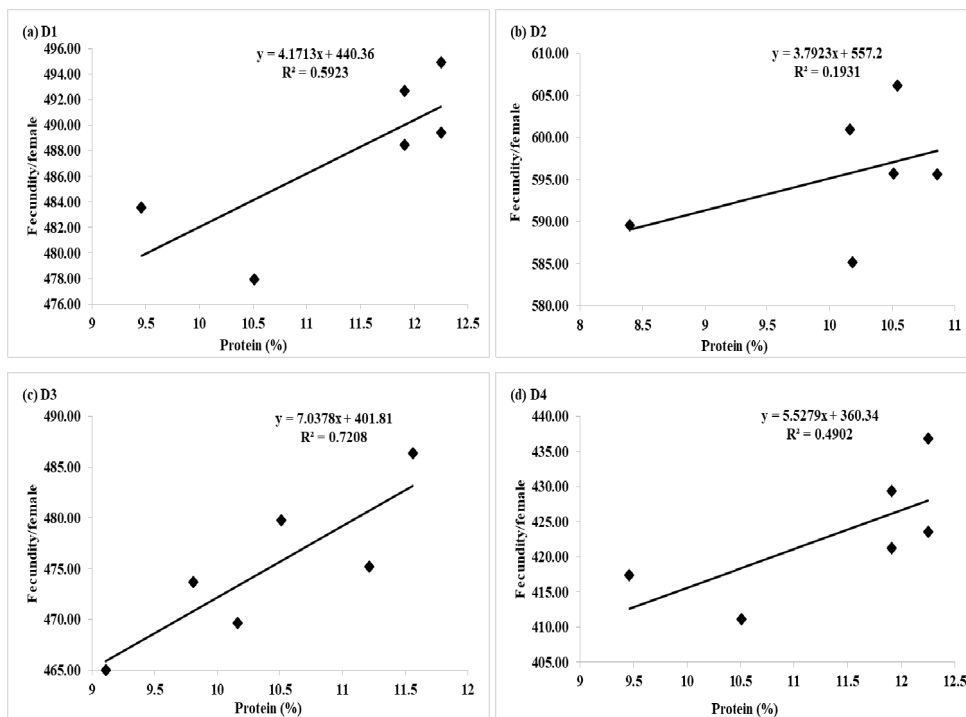 (a) D1
y = 4.1713x + 440.36
R² = 0.5923
496.00
494.00
492.00
490.00
488.00
486.00
484.00
482.00
480.00
478.00
476.00
Fecundity/female
9 9.5 10 10.5 11 11.5 12 12.5
Protein (%)
(b) D2
y = 3.7923x + 557.2
R² = 0.1931
610.00
605.00
600.00
595.00
590.00
585.00
580.00
Fecundity/female
8 8.5 9 9.5 10 10.5 11
Protein (%)
(c) D3
y = 7.0378x + 401.81
R² = 0.7208
490.00
485.00
480.00
475.00
470.00
465.00
Fecundity/female
9 9.5 10 10.5 11 11.5 12
Protein (%)
(d) D4
y = 5.5279x + 360.34
R² = 0.4902
440.00
435.00
430.00
425.00
420.00
415.00
410.00
405.00
Fecundity/female
9 9.5 10 10.5 11 11.5 12 12.5
Protein (%)